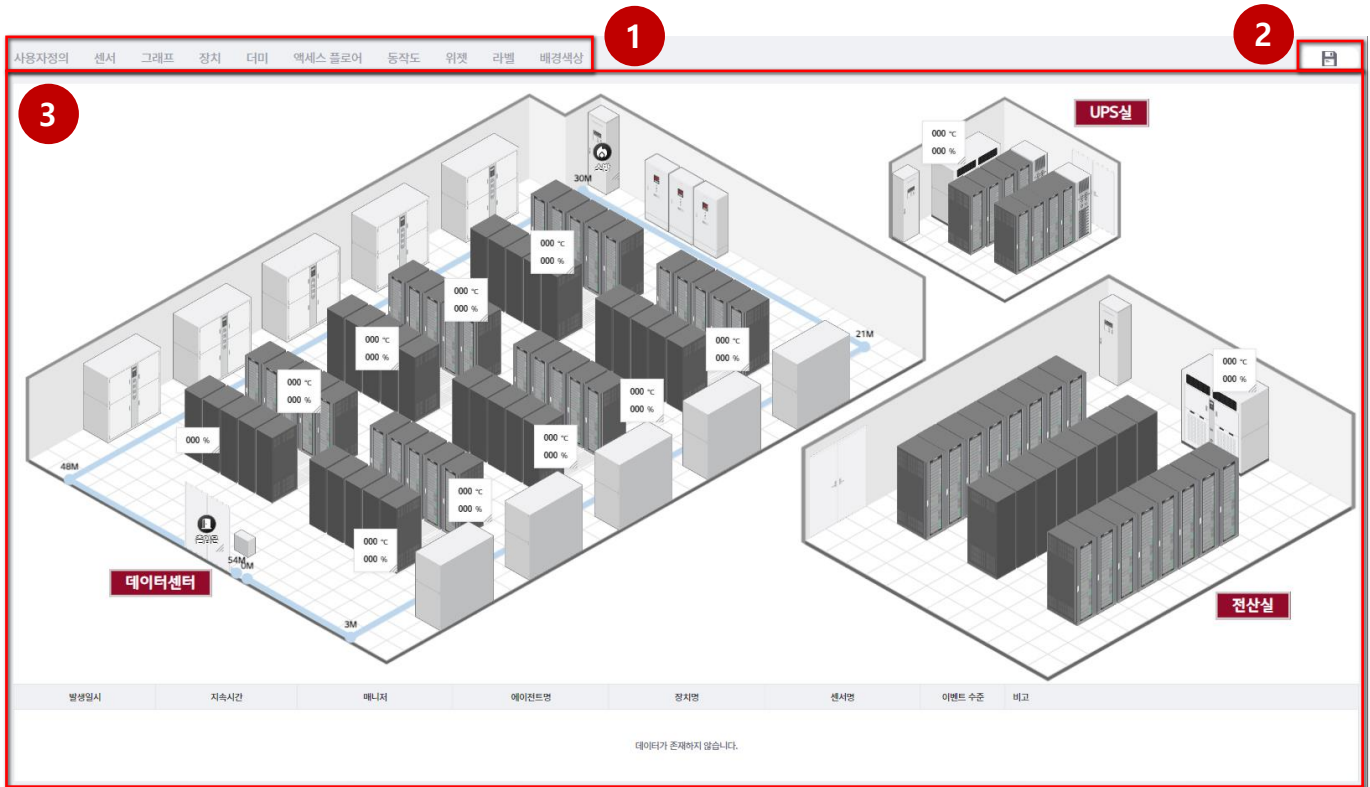 1
2
사용자정의 센서 그래프 장치 더미 액세스 플로어 동작도 위젯 라벨 배경색상
3
UPS실
000 ℃
000 %
30M
000 ℃
000 %
000 ℃
000 %
21M
000 ℃
000 %
000 ℃
000 %
000 ℃
000 %
000 ℃
000 %
000 ℃
000 %
000 %
000 ℃
000 %
48M
000 ℃
000 %
000 ℃
000 %
54M
0M
데이터센터
전산실
3M
발생일시 지속시간 매니저 에이전트명 장치명 센서명 이벤트 수준 비고
데이터가 존재하지 않습니다.